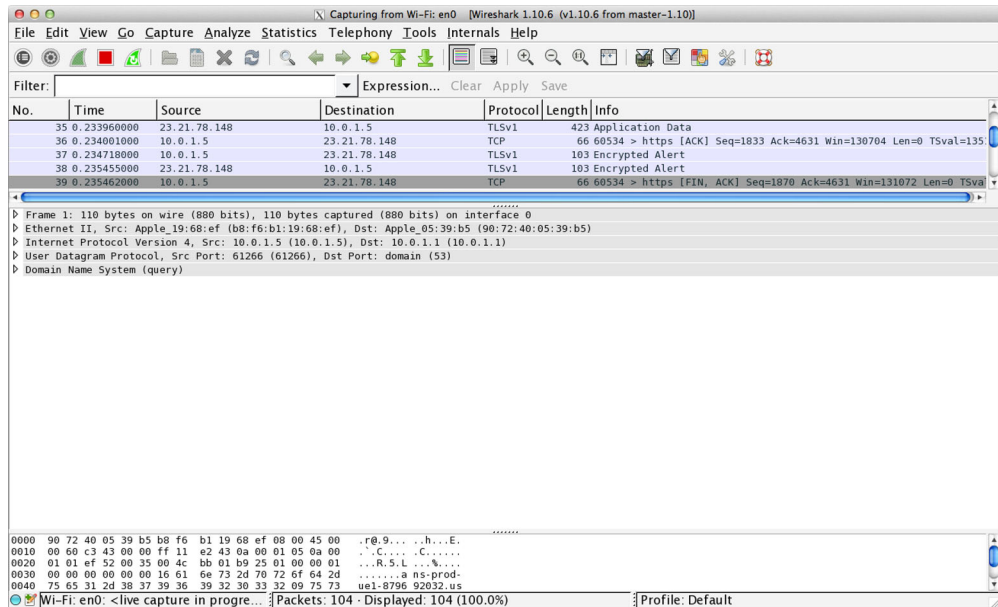 Capturing from Wi-Fi: en0 [Wireshark 1.10.6 (v1.10.6 from master-1.10)]
File Edit View Go Capture Analyze Statistics Telephony Tools Internals Help
Filter: Expression... Clear Apply Save
No. Time Source Destination Protocol Length Info
35 0.233960000 23.21.78.148 10.0.1.5 TLSv1 423 Application Data
36 0.234001000 10.0.1.5 23.21.78.148 TCP 66 60534 > https [ACK] Seq=1833 Ack=4631 Win=130704 Len=0 TSval=135
37 0.234718000 10.0.1.5 23.21.78.148 TLSv1 103 Encrypted Alert
38 0.235455000 23.21.78.148 10.0.1.5 TLSv1 103 Encrypted Alert
39 0.235462000 10.0.1.5 23.21.78.148 TCP 66 60534 > https [FIN, ACK] Seq=1870 Ack=4631 Win=131072 Len=0 TSva
Frame 1: 110 bytes on wire (880 bits), 110 bytes captured (880 bits) on interface 0
Ethernet II, Src: Apple_19:68:ef (b8:f6:b1:19:68:ef), Dst: Apple_05:39:b5 (90:72:40:05:39:b5)
Internet Protocol Version 4, Src: 10.0.1.5 (10.0.1.5), Dst: 10.0.1.1 (10.0.1.1)
User Datagram Protocol, Src Port: 61266 (61266), Dst Port: domain (53)
Domain Name System (query)
0000 90 72 40 05 39 b5 b8 f6 b1 19 68 ef 08 00 45 00 .r@.9... ..h...E.
0010 00 60 c3 43 00 00 ff 11 e2 43 0a 00 01 05 0a 00 .`.C.... .C......
0020 01 01 ef 52 00 35 00 4c bb 01 b9 25 01 00 00 01 ...R.5.L ...%....
0030 00 00 00 00 00 00 16 61 6e 73 2d 70 72 6f 64 2d .......a ns-prod-
0040 75 65 31 2d 38 37 39 36 39 32 30 33 32 09 75 73 ue1-8796 92032.us
Wi-Fi: en0: <live capture in progre... Packets: 104 · Displayed: 104 (100.0%) Profile: Default